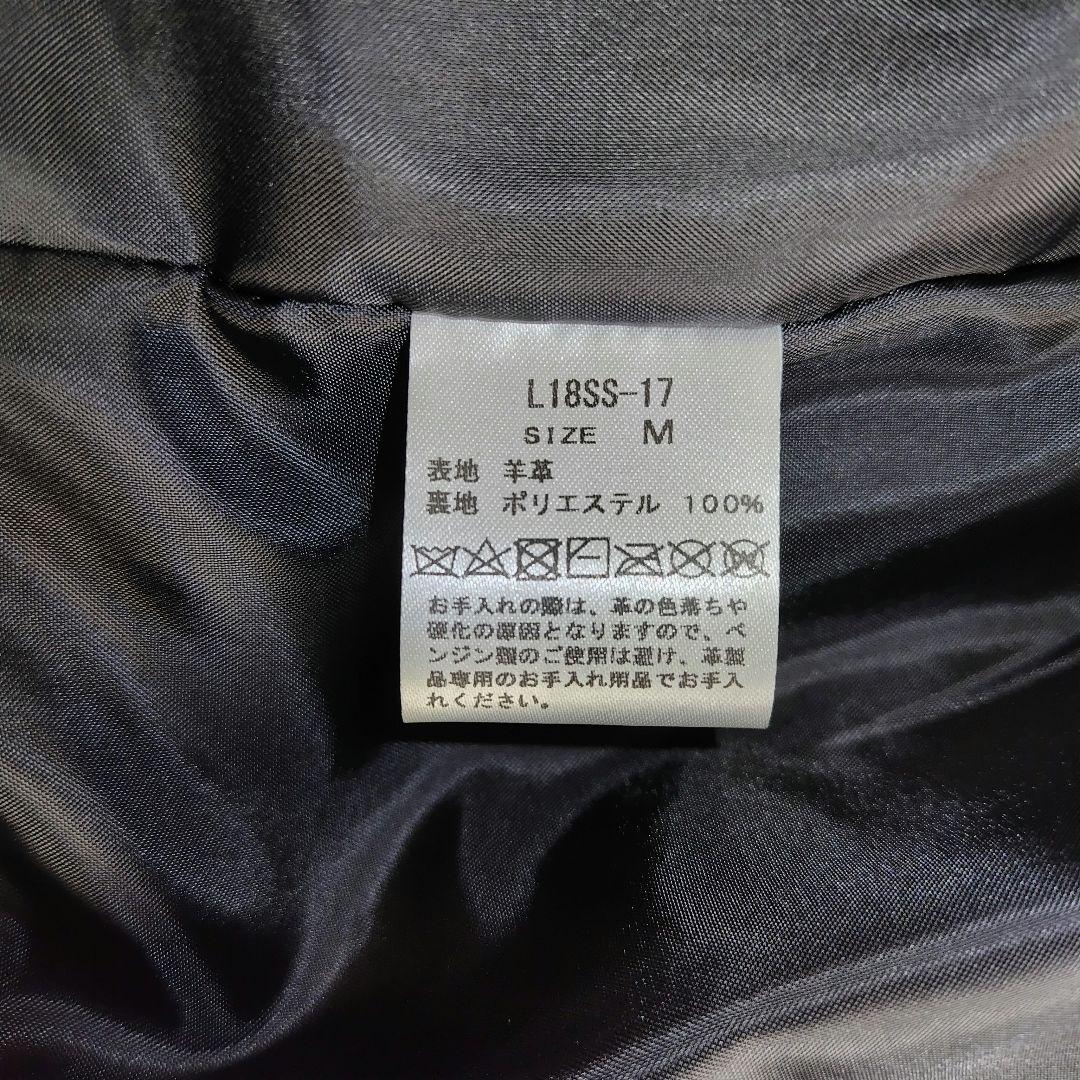 L18SS-17
SIZE M
表地 羊革
裏地 ポリエステル 100%
お手入れの際は、革の色落ちや
硬化の原因となりますので、ベ
ンジン類のご使用は避け、革製
品専用のお手入れ用品でお手入
れください。